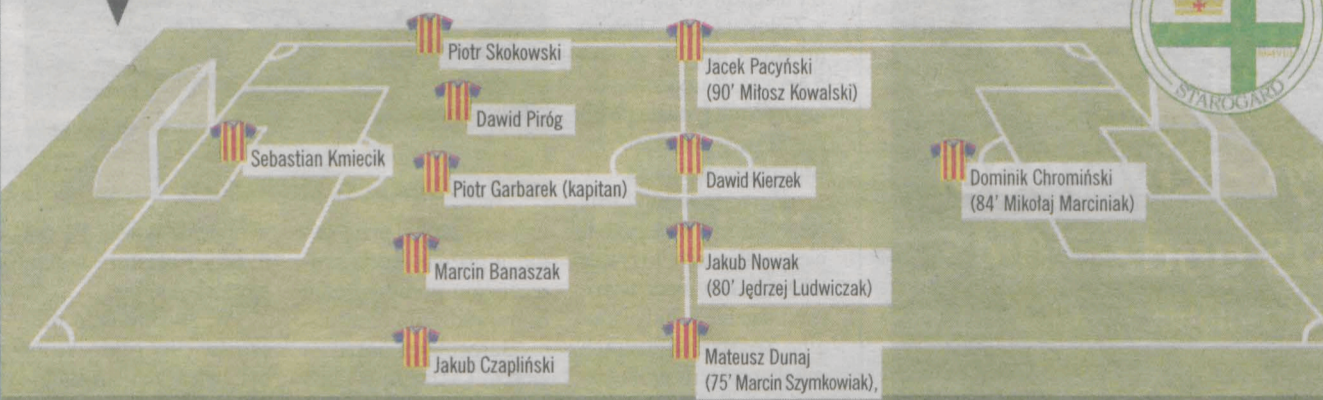 STAROGARD
Piotr Skokowski
Jacek Pacyński
(90’ Miłosz Kowalski)
Dawid Piróg
Sebastian Kmiecik
Piotr Garbarek (kapitan)
Dawid Kierzek
Dominik Chromiński
(84’ Mikołaj Marciniak)
Marcin Banaszak
Jakub Nowak
(80’ Jędrzej Ludwiczak)
Jakub Czapliński
Mateusz Dunaj
(75’ Marcin Szymkowiak),